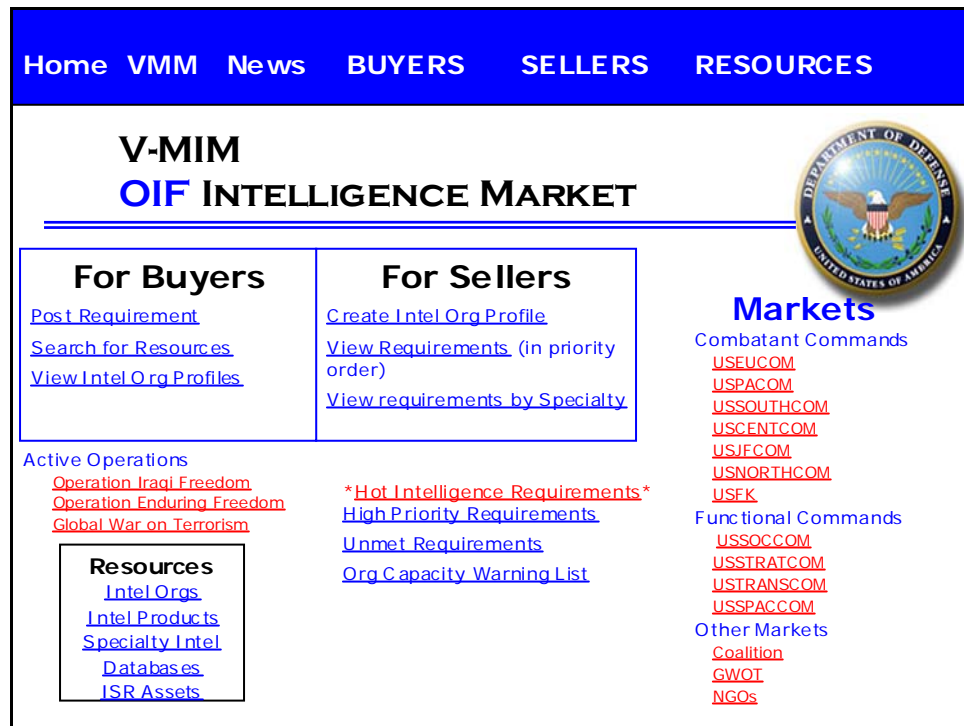 Home VMM News BUYERS SELLERS RESOURCES
V-MIM
OIF INTELLIGENCE MARKET
DEPARTMENT OF DEFENSE
UNITED STATES OF AMERICA
For Buyers
Post Requirement
Search for Resources
View Intel Org Profiles
For Sellers
Create Intel Org Profile
View Requirements (in priority
order)
View requirements by Specialty
Active Operations
Operation Iraqi Freedom
Operation Enduring Freedom
Global War on Terrorism
Resources
Intel Orgs
Intel Products
Specialty Intel
Databases
ISR Assets
*Hot Intelligence Requirements*
High Priority Requirements
Unmet Requirements
Org Capacity Warning List
Markets
Combatant Commands
USEUCOM
USPACOM
USSOUTHCOM
USCENTCOM
USJFCOM
USNORTHCOM
USFK
Functional Commands
USSOCCOM
USSTRATCOM
USTRANSCOM
USSPACCOM
Other Markets
Coalition
GWOT
NGOs